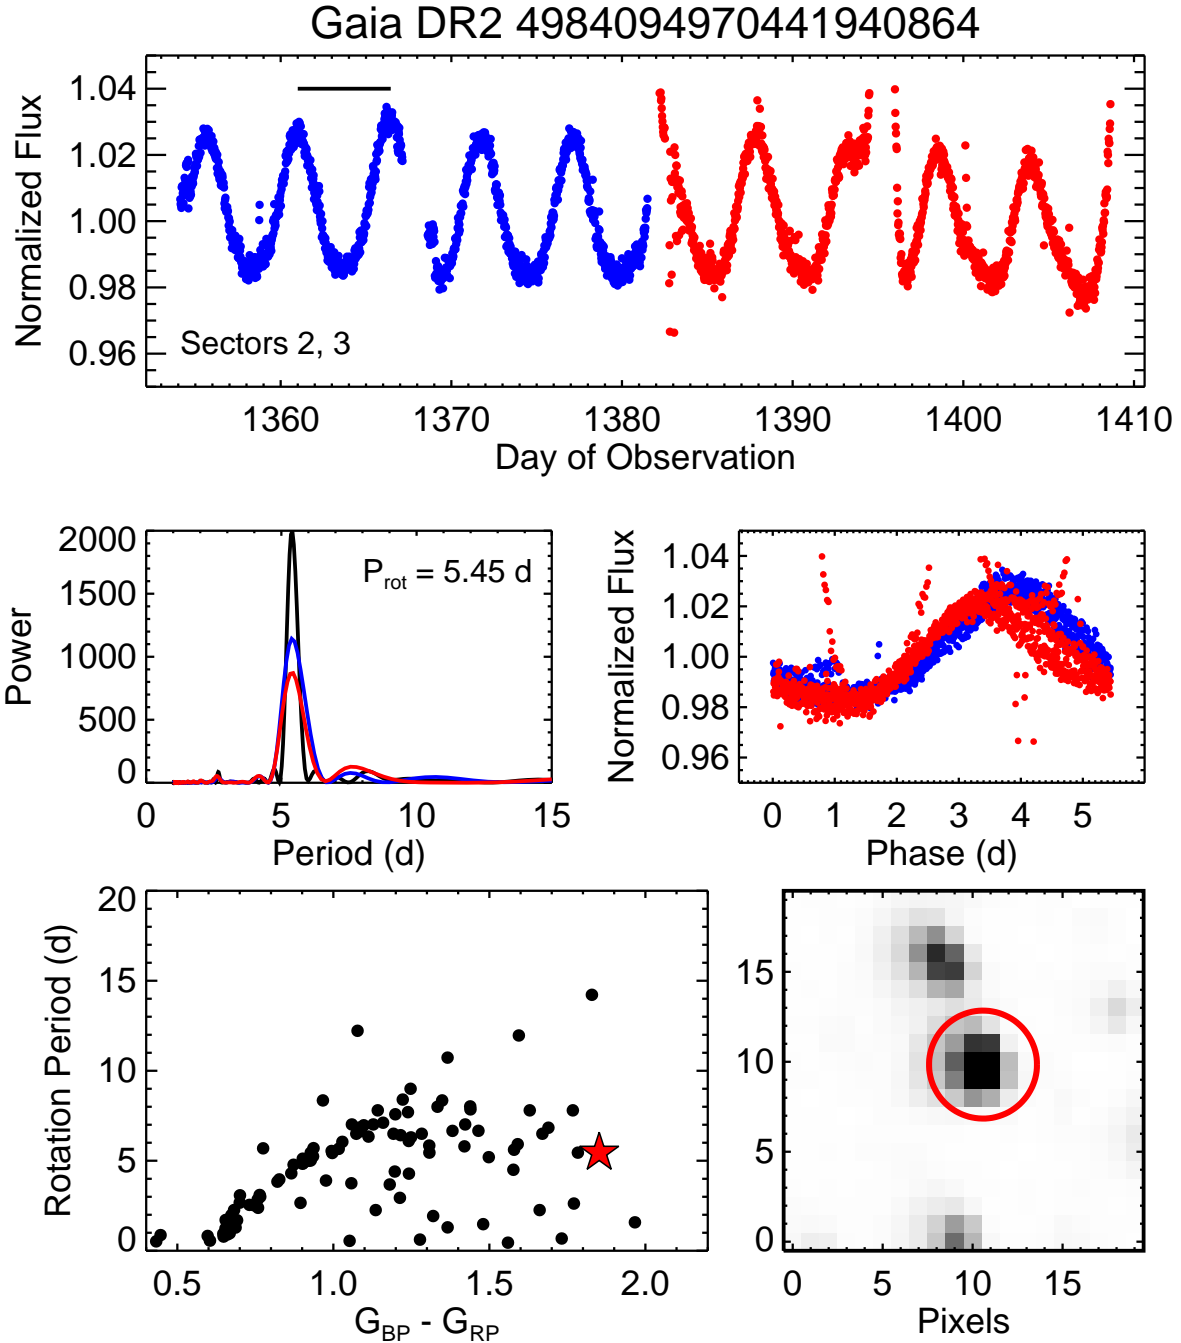 Gaia DR2 4984094970441940864
Normalized Flux
1.04
1.02
1.00
0.98
0.96
Sectors 2, 3
1360 1370 1380 1390 1400 1410
Day of Observation
Power
2000
1500
1000
500
0
P_rot = 5.45 d
0 5 10 15
Period (d)
Normalized Flux
1.04
1.02
1.00
0.98
0.96
0 1 2 3 4 5
Phase (d)
Rotation Period (d)
20
15
10
5
0
0.5 1.0 1.5 2.0
G_BP - G_RP
15
10
5
0
0 5 10 15
Pixels